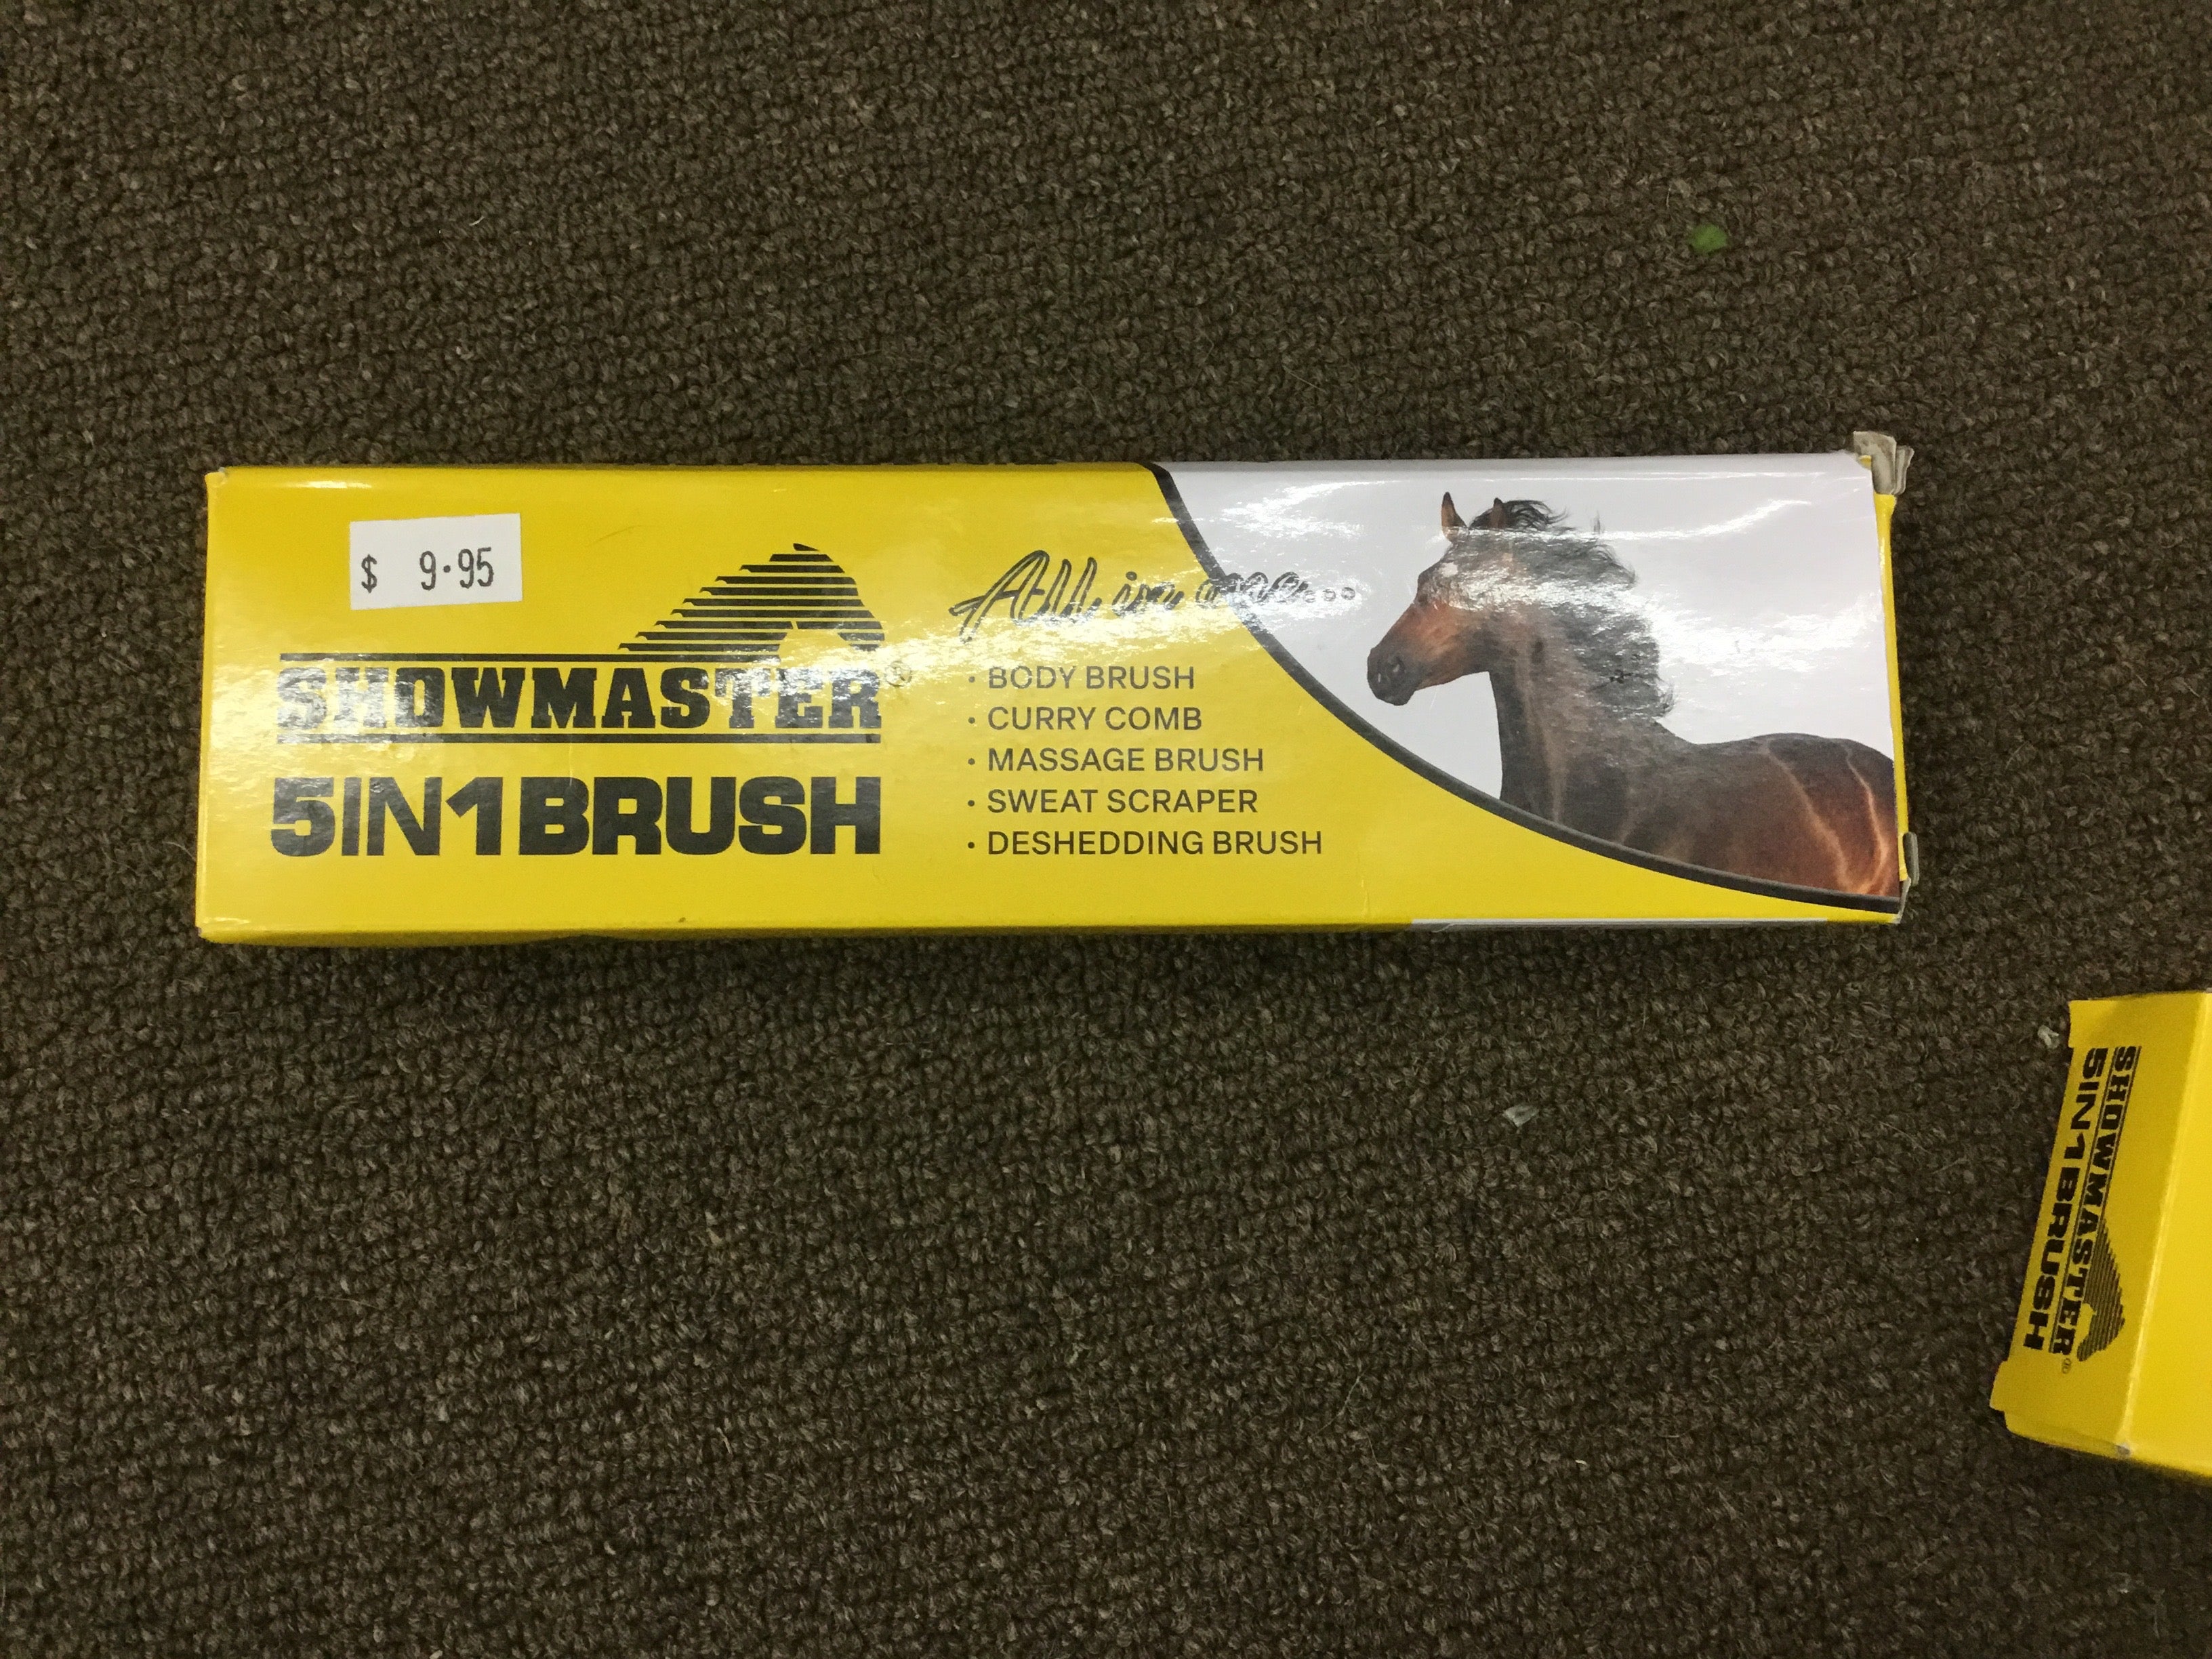 $ 9.95
SHOWMASTER®
5IN1BRUSH
All in one...
• BODY BRUSH
• CURRY COMB
• MASSAGE BRUSH
• SWEAT SCRAPER
• DESHEDDING BRUSH
SHOWMASTER®
5IN1BRUSH